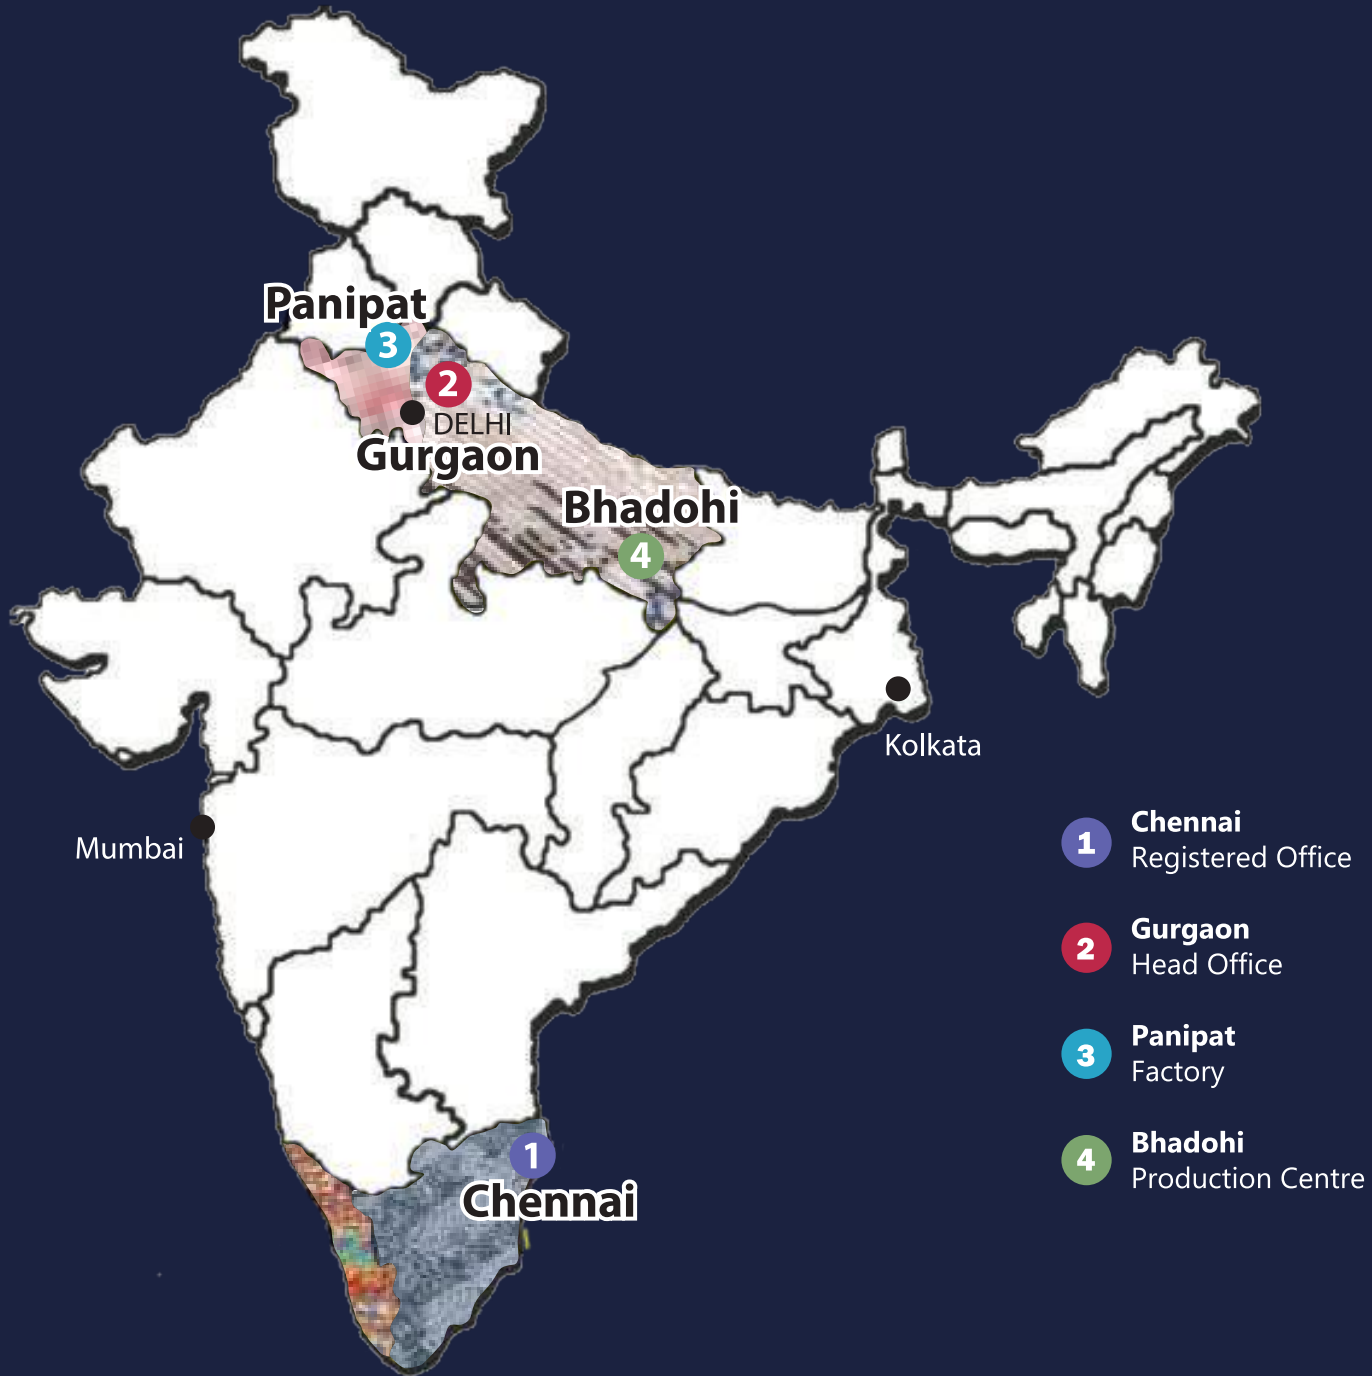 Panipat
3
2
DELHI
Gurgaon
Bhadohi
4
Kolkata
Mumbai
1
Chennai
1
Chennai
Registered Office
2
Gurgaon
Head Office
3
Panipat
Factory
4
Bhadohi
Production Centre